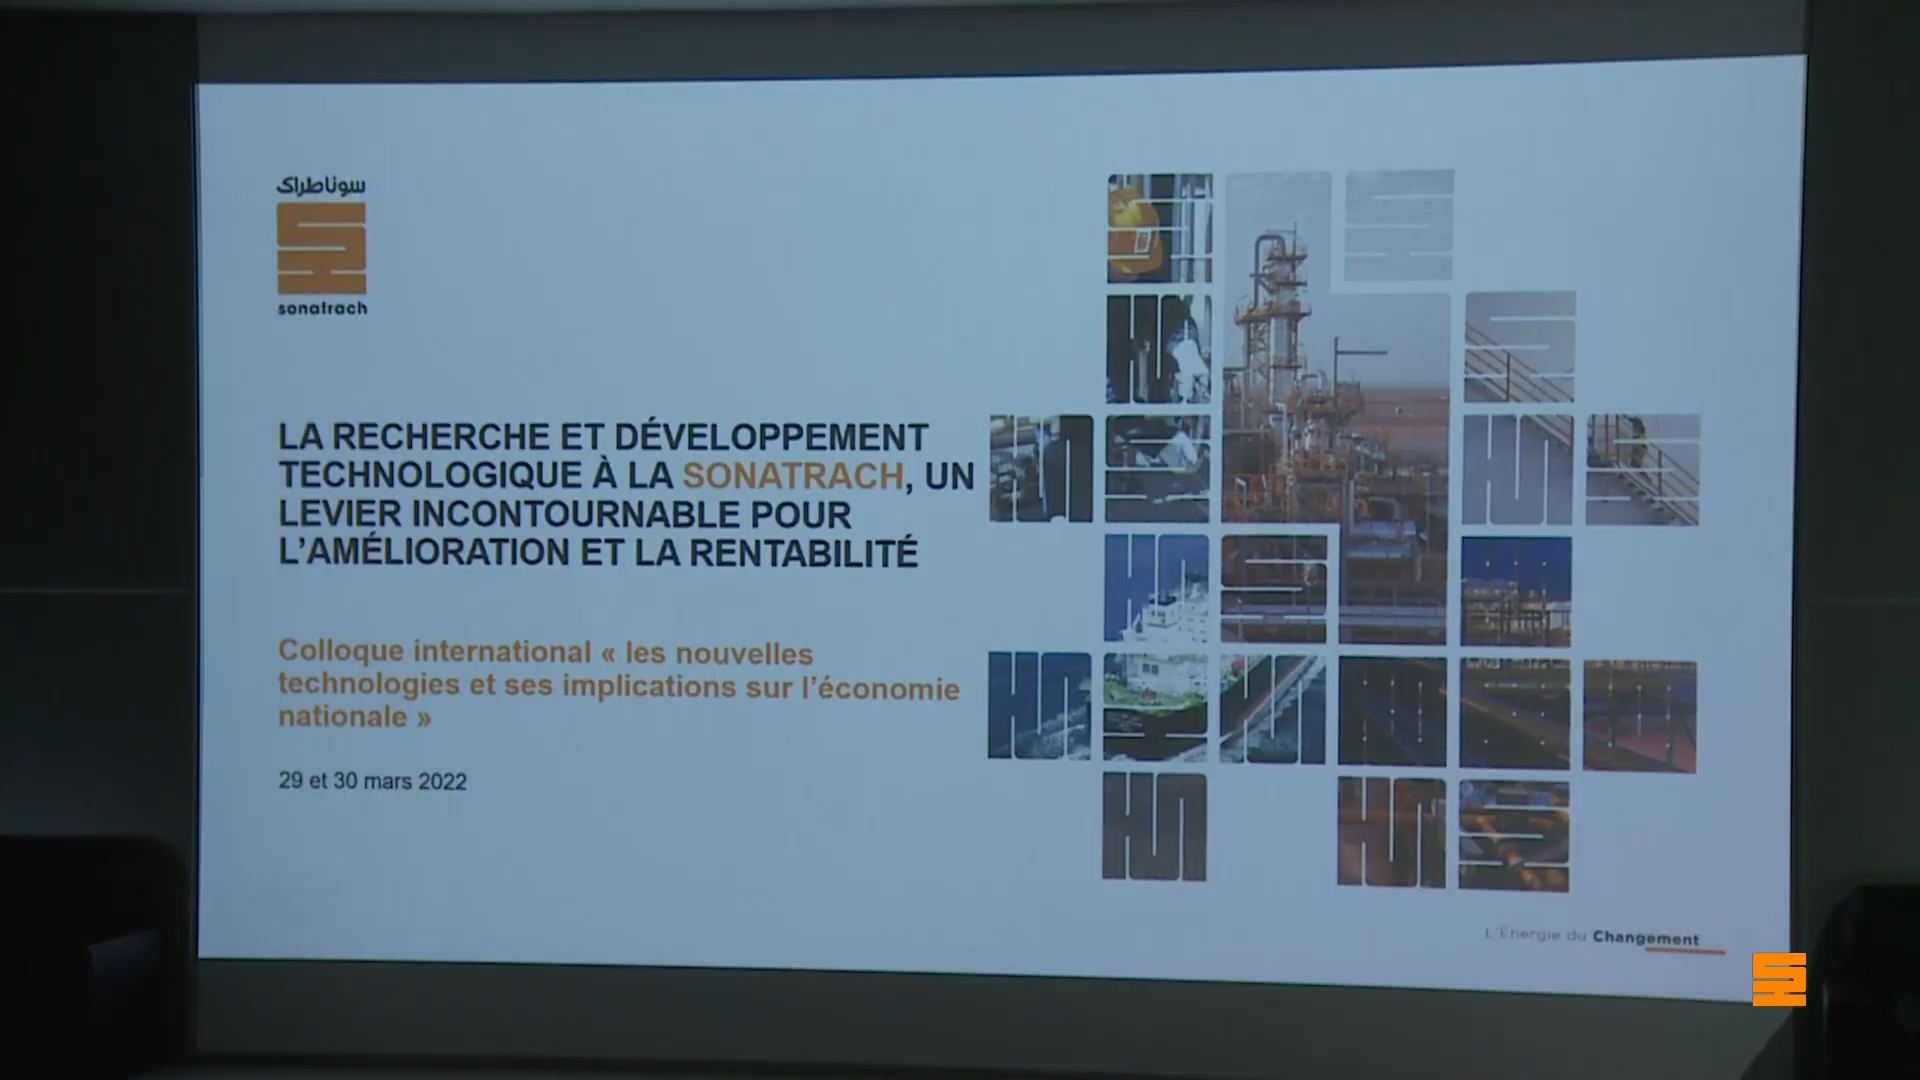 سوناطراك
sonatrach
LA RECHERCHE ET DÉVELOPPEMENT
TECHNOLOGIQUE À LA SONATRACH, UN
LEVIER INCONTOURNABLE POUR
L'AMÉLIORATION ET LA RENTABILITÉ
Colloque international « les nouvelles
technologies et ses implications sur l'économie
nationale »
29 et 30 mars 2022
L'Énergie du Changement